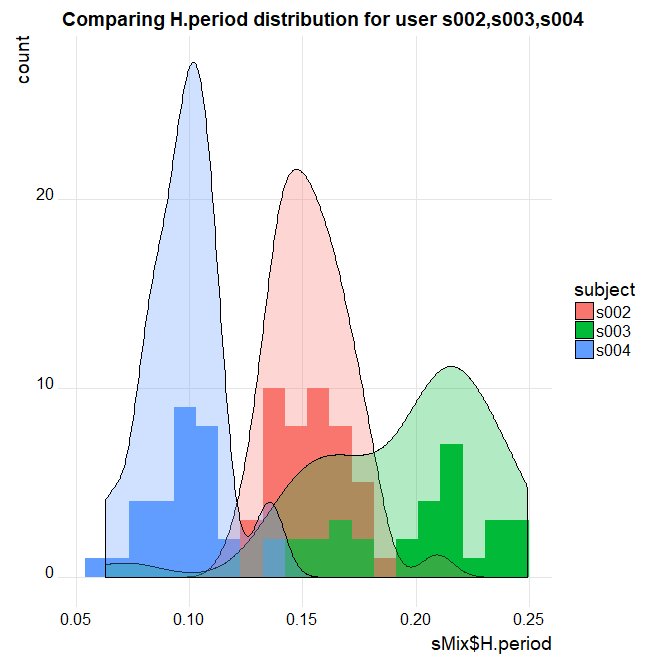 Comparing H.period distribution for user s002,s003,s004
count
20
10
0
0.05 0.10 0.15 0.20 0.25
sMix$H.period
subject
s002
s003
s004